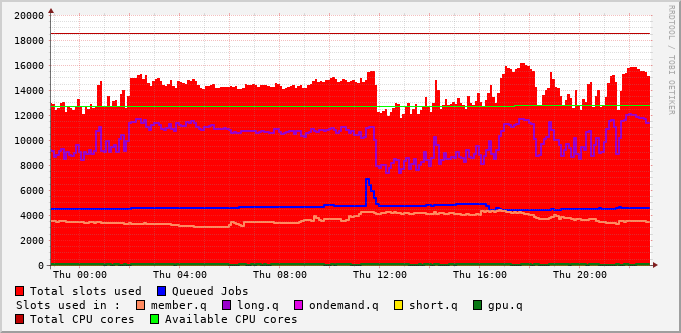 RRDTOOL / TOBI OETIKER
20000
18000
16000
14000
12000
10000
8000
6000
4000
2000
0
Thu 00:00 Thu 04:00 Thu 08:00 Thu 12:00 Thu 16:00 Thu 20:00
Total slots used Queued Jobs
Slots used in : member.q long.q ondemand.q short.q gpu.q
Total CPU cores Available CPU cores